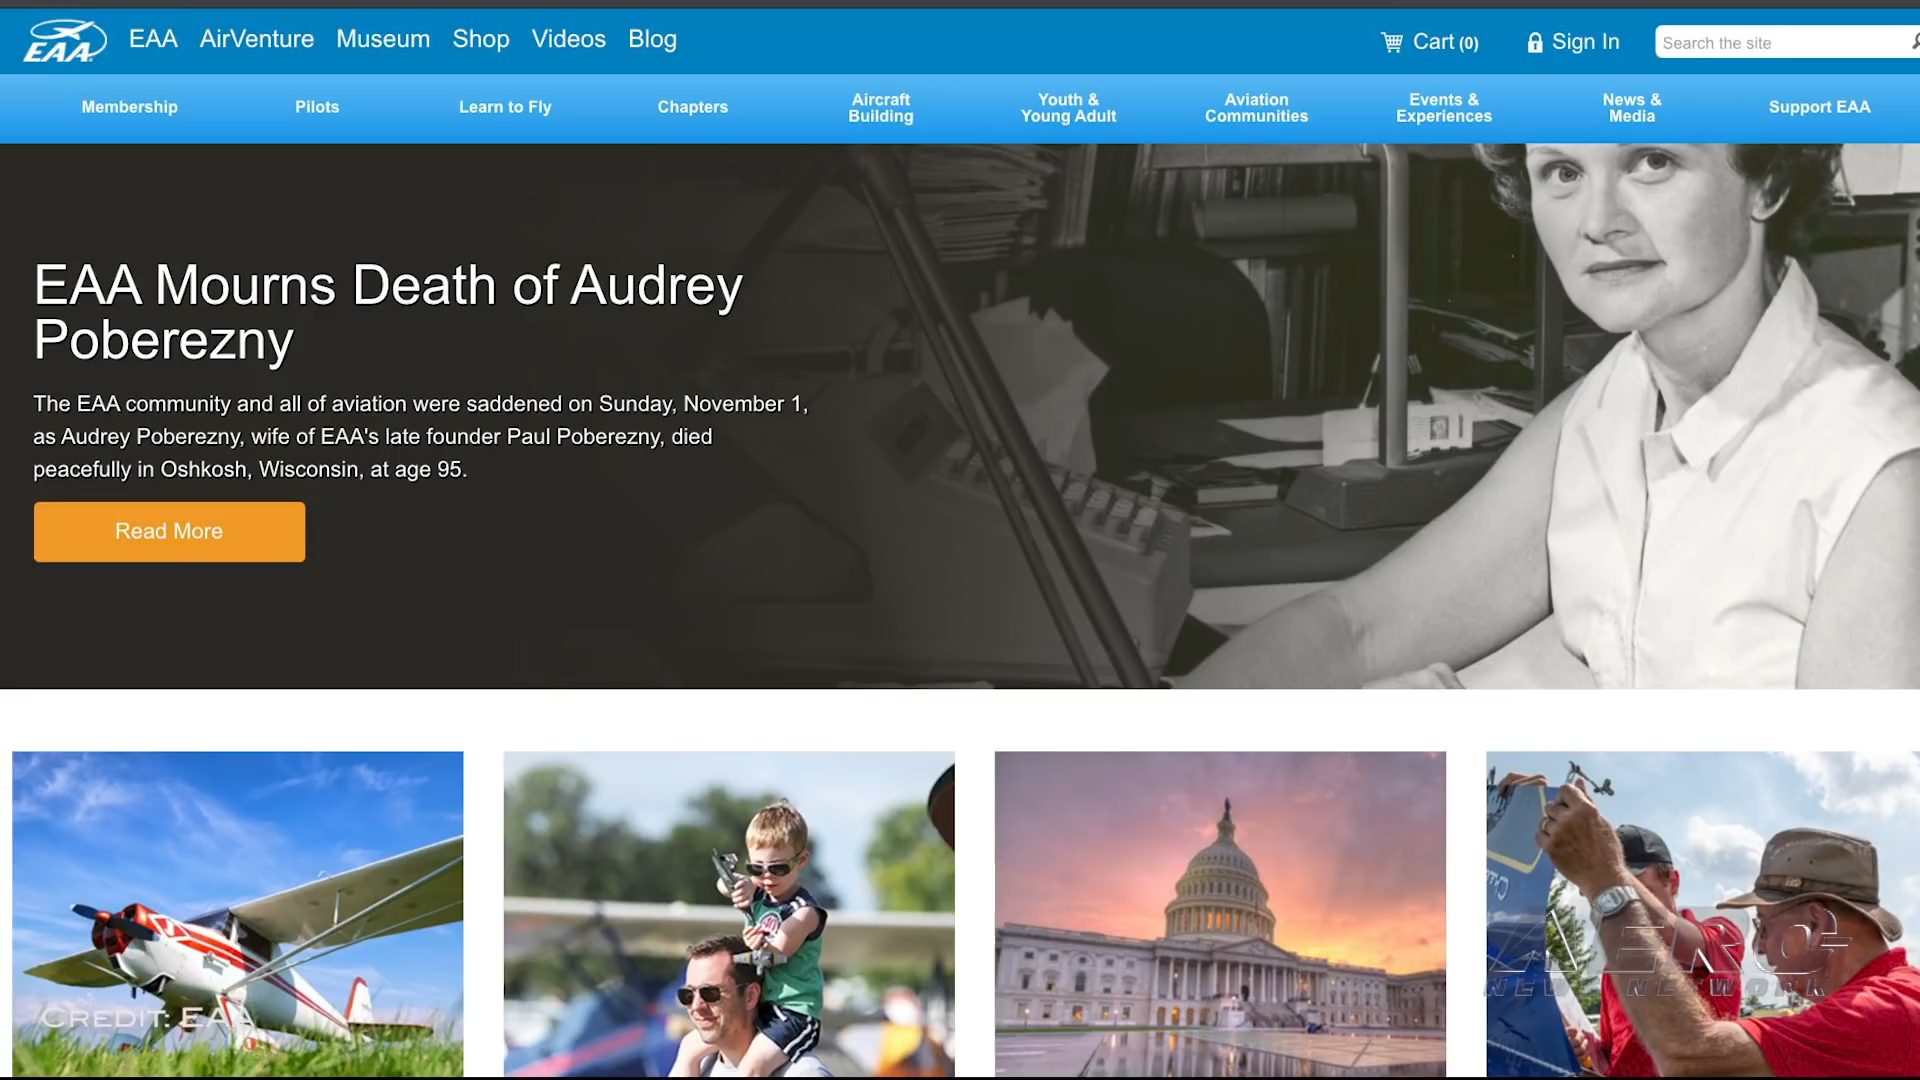 EAA
EAA AirVenture Museum Shop Videos Blog
Cart (0)
Sign In
Search the site
Membership
Pilots
Learn to Fly
Chapters
Aircraft
Building
Youth &
Young Adult
Aviation
Communities
Events &
Experiences
News &
Media
Support EAA
EAA Mourns Death of Audrey
Poberezny
The EAA community and all of aviation were saddened on Sunday, November 1,
as Audrey Poberezny, wife of EAA's late founder Paul Poberezny, died
peacefully in Oshkosh, Wisconsin, at age 95.
Read More
Credit: EAA
AERO
NEWS NETWORK